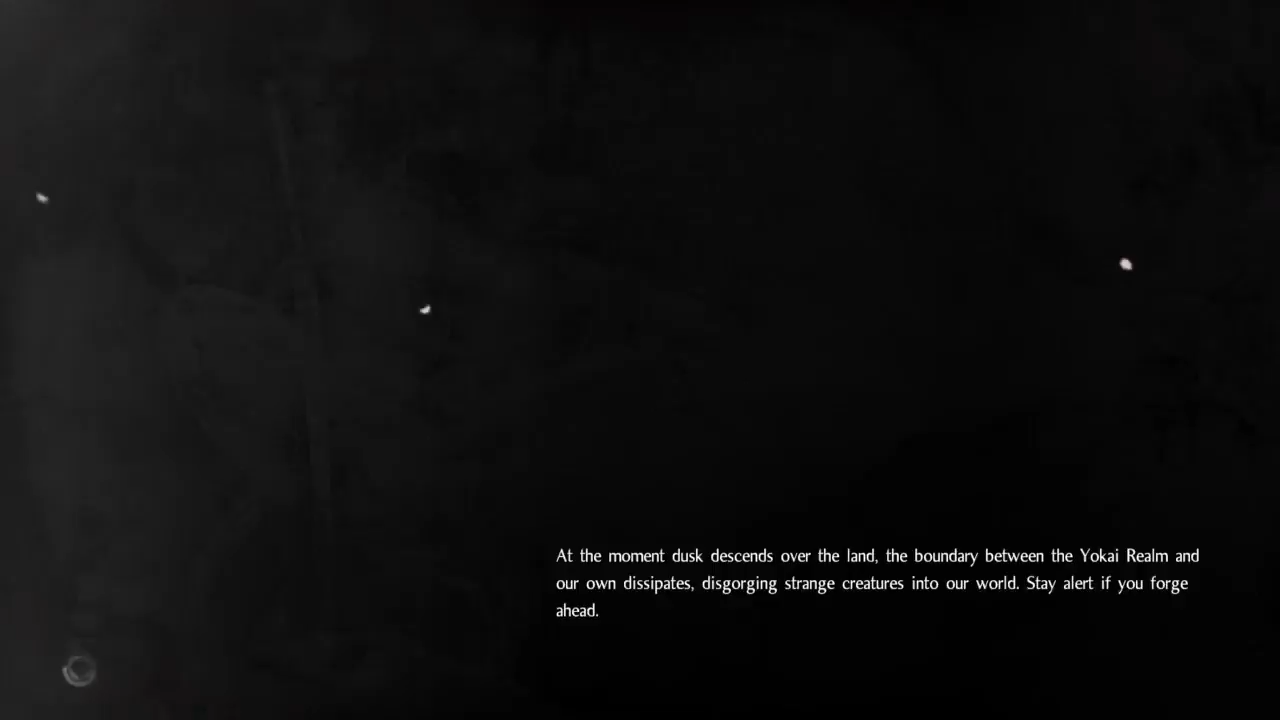 At the moment dusk descends over the land, the boundary between the Yokai Realm and
our own dissipates, disgorging strange creatures into our world. Stay alert if you forge
ahead.